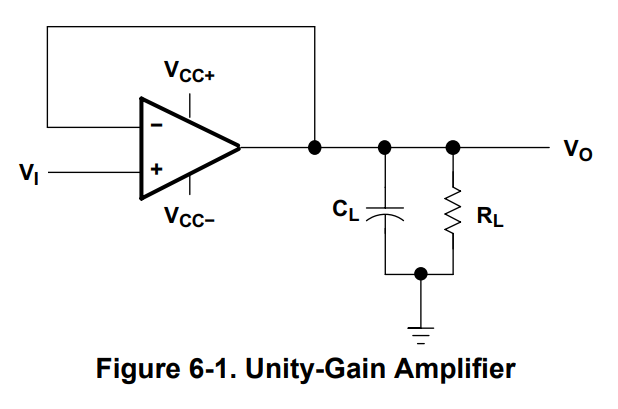 VCC+
−
VI
+
VO
VCC−
CL
RL
Figure 6-1. Unity-Gain Amplifier